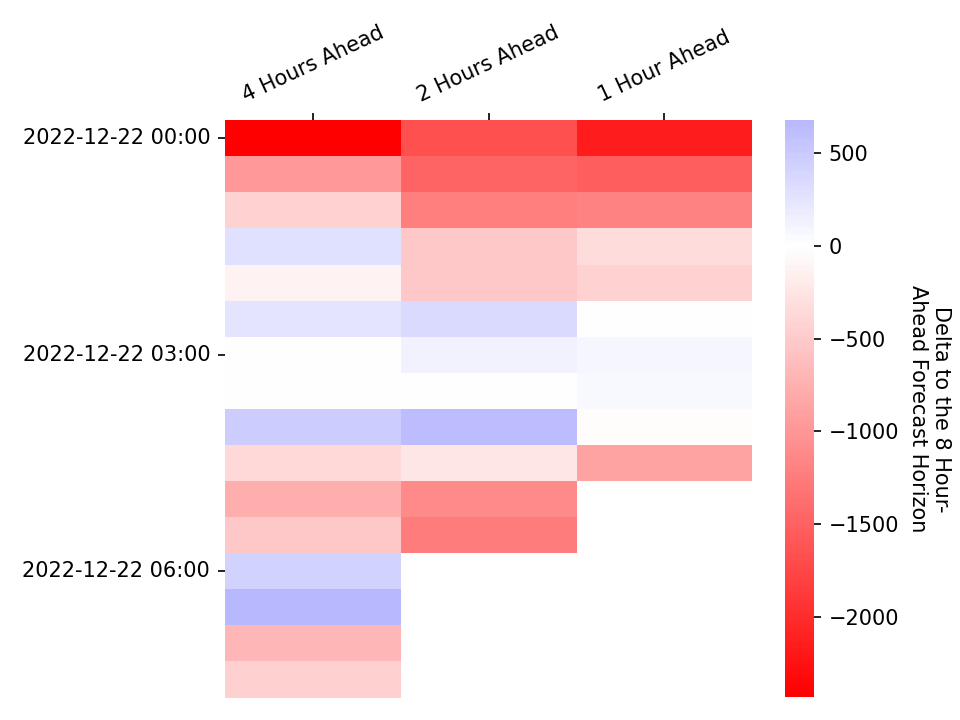 4 Hours Ahead
2 Hours Ahead
1 Hour Ahead
2022-12-22 00:00
2022-12-22 03:00
2022-12-22 06:00
500
0
−500
−1000
−1500
−2000
Delta to the 8 Hour-
Ahead Forecast Horizon